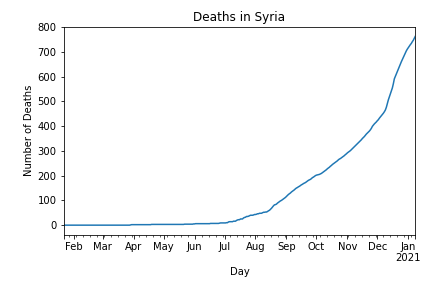 Deaths in Syria
800
700
600
500
400
300
200
100
0
Number of Deaths
Feb Mar Apr May Jun Jul Aug Sep Oct Nov Dec Jan
2021
Day